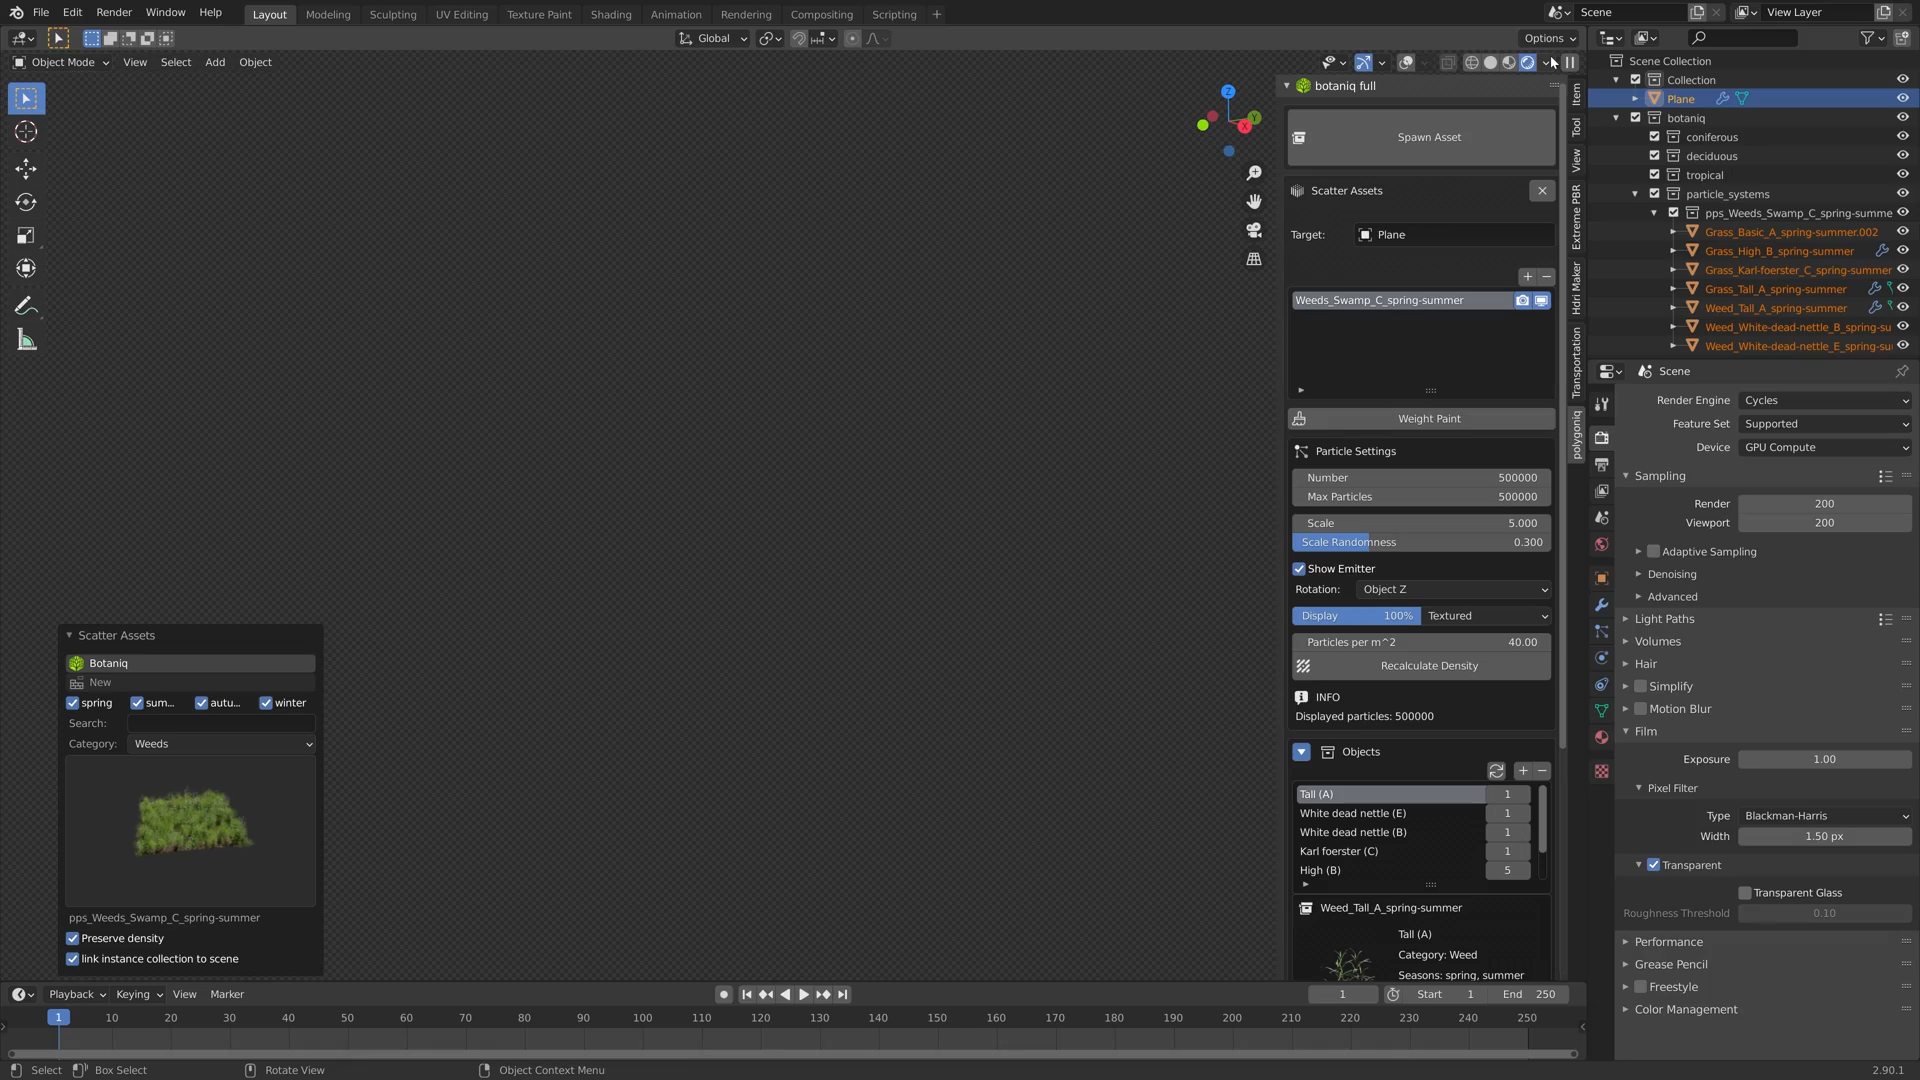 File Edit Render Window Help Layout Modeling Sculpting UV Editing Texture Paint Shading Animation Rendering Compositing Scripting + Scene View Layer
Global Options
Object Mode View Select Add Object
Z Y X
botaniq full
Spawn Asset
Scatter Assets
Target: Plane
Weeds_Swamp_C_spring-summer
Weight Paint
Particle Settings
Number 500000
Max Particles 500000
Scale 5.000
Scale Randomness 0.300
Show Emitter
Rotation: Object Z
Display 100% Textured
Particles per m^2 40.00
Recalculate Density
INFO
Displayed particles: 500000
Objects
Tall (A) 1
White dead nettle (E) 1
White dead nettle (B) 1
Karl foerster (C) 1
High (B) 5
Weed_Tall_A_spring-summer
Tall (A)
Category: Weed
Seasons: spring, summer
Item
Tool
View
Extreme PBR
Hdri Maker
Transportation
polygoniq
Scene Collection
Collection
Plane
botaniq
coniferous
deciduous
tropical
particle_systems
pps_Weeds_Swamp_C_spring-summe
Grass_Basic_A_spring-summer.002
Grass_High_B_spring-summer
Grass_Karl-foerster_C_spring-summer
Grass_Tall_A_spring-summer
Weed_Tall_A_spring-summer
Weed_White-dead-nettle_B_spring-su
Weed_White-dead-nettle_E_spring-su
Scene
Render Engine Cycles
Feature Set Supported
Device GPU Compute
Sampling
Render 200
Viewport 200
Adaptive Sampling
Denoising
Advanced
Light Paths
Volumes
Hair
Simplify
Motion Blur
Film
Exposure 1.00
Pixel Filter
Type Blackman-Harris
Width 1.50 px
Transparent
Transparent Glass
Roughness Threshold 0.10
Performance
Grease Pencil
Freestyle
Color Management
Scatter Assets
Botaniq
New
spring sum... autu... winter
Search:
Category: Weeds
pps_Weeds_Swamp_C_spring-summer
Preserve density
link instance collection to scene
Playback Keying View Marker 1 Start 1 End 250
1 10 20 30 40 50 60 70 80 90 100 110 120 130 140 150 160 170 180 190 200 210 220 230 240 250
Select Box Select Rotate View Object Context Menu 2.90.1